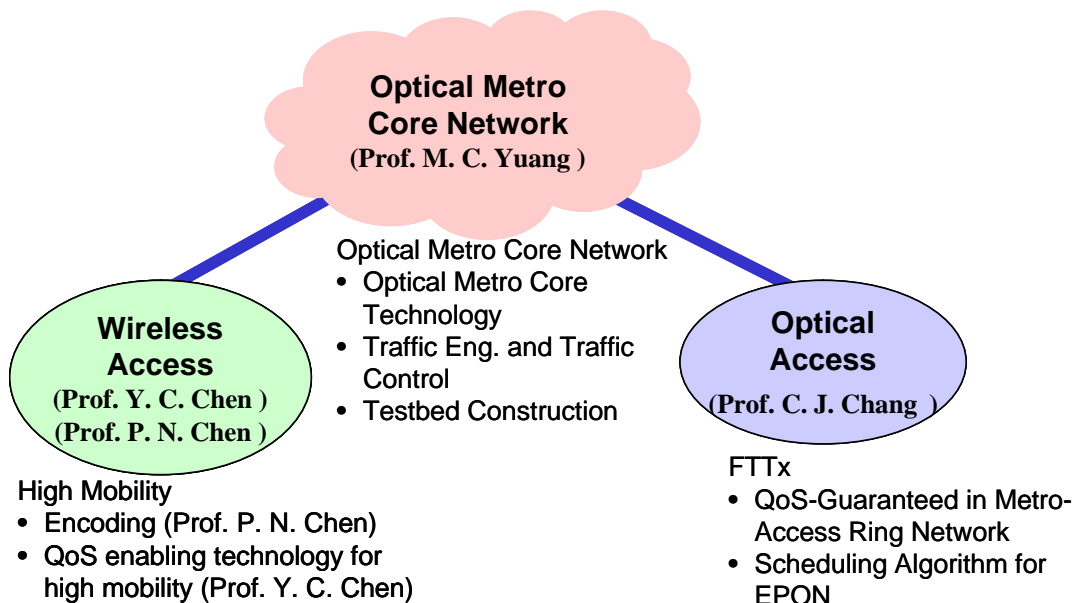 Optical Metro
Core Network
(Prof. M. C. Yuang )
Optical Metro Core Network
• Optical Metro Core
Technology
• Traffic Eng. and Traffic
Control
• Testbed Construction
Wireless
Access
(Prof. Y. C. Chen )
(Prof. P. N. Chen )
High Mobility
• Encoding (Prof. P. N. Chen)
• QoS enabling technology for
high mobility (Prof. Y. C. Chen)
Optical
Access
(Prof. C. J. Chang )
FTTx
• QoS-Guaranteed in Metro-
Access Ring Network
• Scheduling Algorithm for
EPON